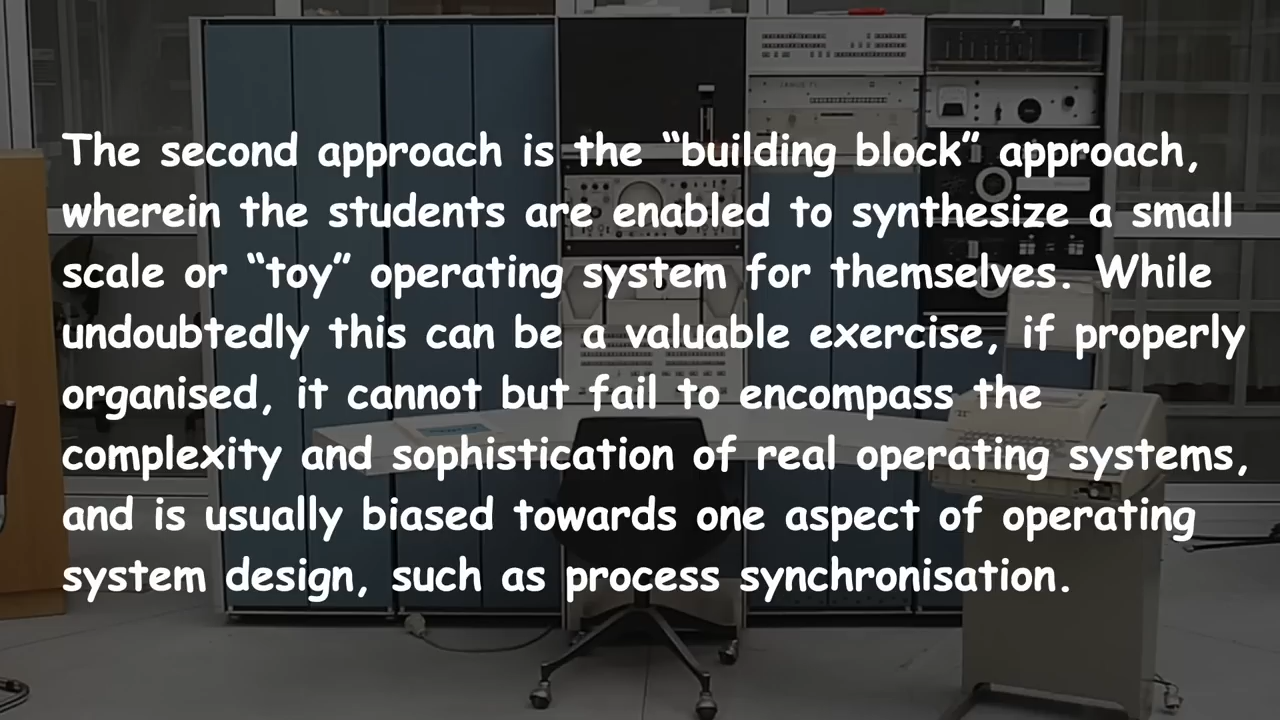 The second approach is the “building block” approach,
wherein the students are enabled to synthesize a small
scale or “toy” operating system for themselves. While
undoubtedly this can be a valuable exercise, if properly
organised, it cannot but fail to encompass the
complexity and sophistication of real operating systems,
and is usually biased towards one aspect of operating
system design, such as process synchronisation.